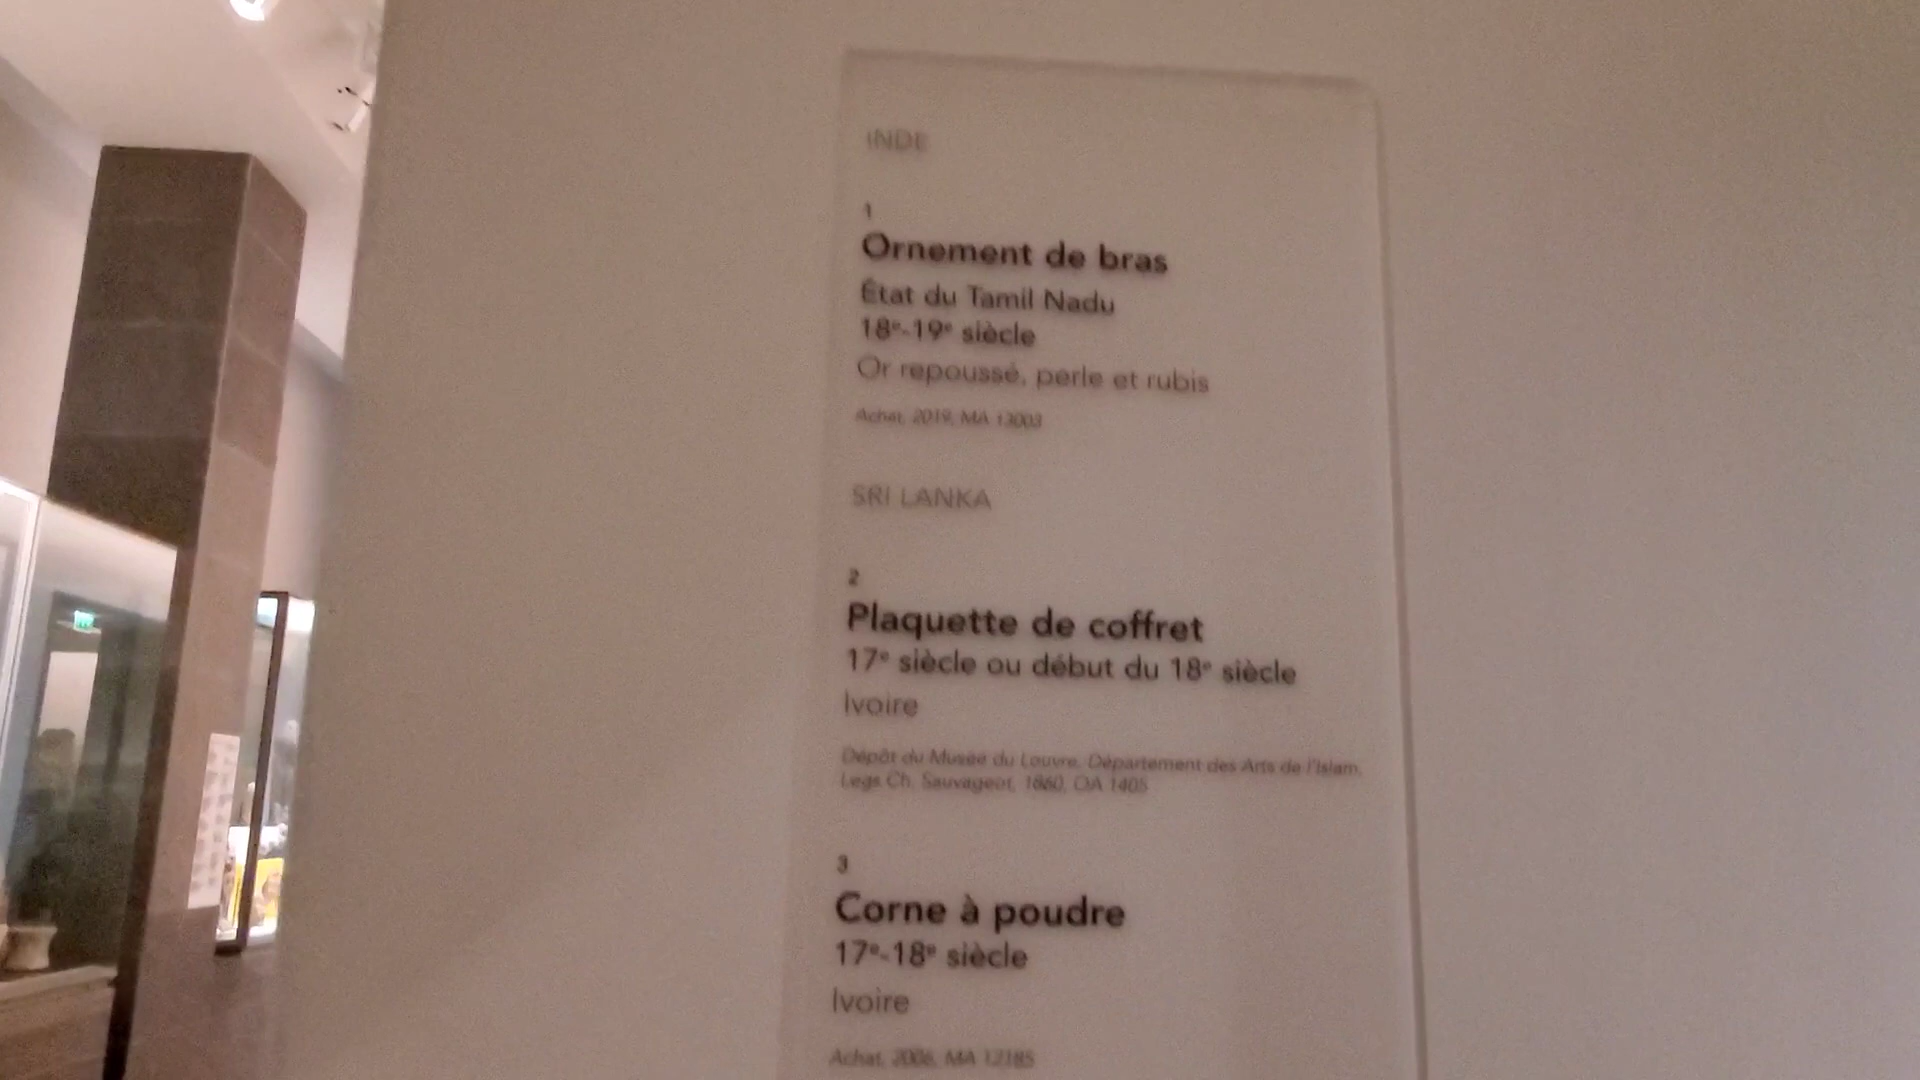 INDE
1
Ornement de bras
État du Tamil Nadu
18e-19e siècle
Or repoussé, perle et rubis
Achat, 2019, MA 13003
SRI LANKA
2
Plaquette de coffret
17e siècle ou début du 18e siècle
Ivoire
Dépôt du Musée du Louvre, Département des Arts de l'Islam,
Legs Ch. Sauvageot, 1860, OA 1405
3
Corne à poudre
17e-18e siècle
Ivoire
Achat, 2006, MA 12185